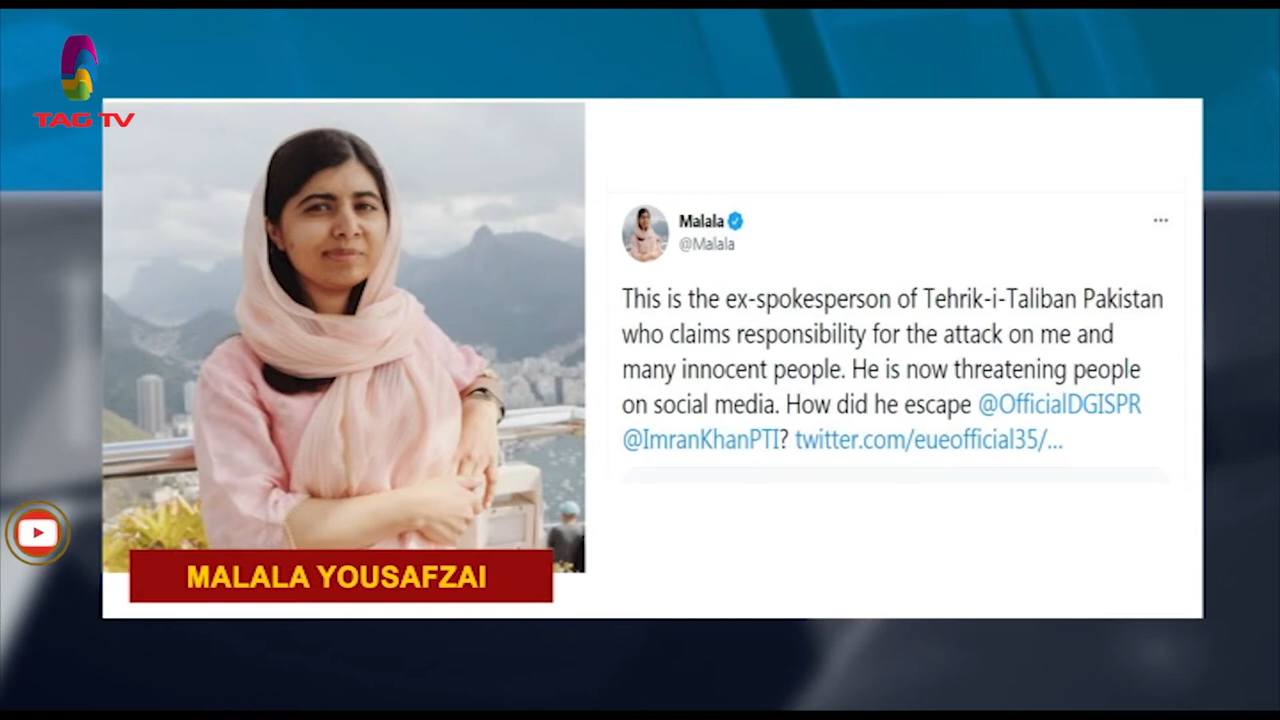 TAG TV
Malala
@Malala
This is the ex-spokesperson of Tehrik-i-Taliban Pakistan
who claims responsibility for the attack on me and
many innocent people. He is now threatening people
on social media. How did he escape @OfficialDGISPR
@ImranKhanPTI? twitter.com/eueofficial35/...
MALALA YOUSAFZAI